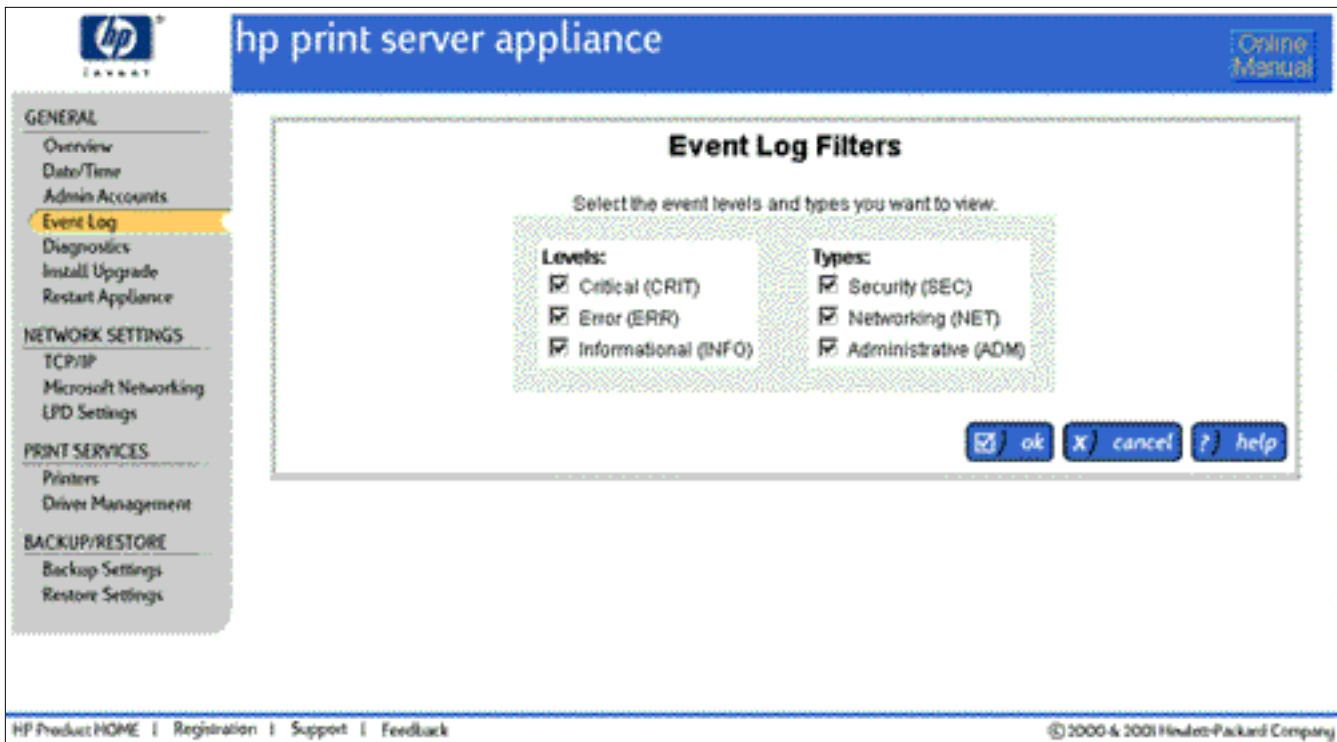 hp
invent
hp print server appliance
Online
Manual
GENERAL
Overview
Date/Time
Admin Accounts
Event Log
Diagnostics
Install Upgrade
Restart Appliance
NETWORK SETTINGS
TCP/IP
Microsoft Networking
LPD Settings
PRINT SERVICES
Printers
Driver Management
BACKUP/RESTORE
Backup Settings
Restore Settings
Event Log Filters
Select the event levels and types you want to view.
Levels:
Critical (CRIT)
Error (ERR)
Informational (INFO)
Types:
Security (SEC)
Networking (NET)
Administrative (ADM)
ok
x) cancel
?) help
HP Product HOME | Registration | Support | Feedback
© 2000 & 2001 Hewlett-Packard Company